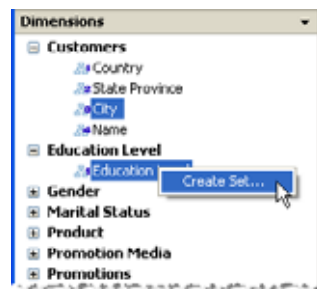 Dimensions
Customers
Country
State Province
City
Name
Education Level
Education
Create Set...
Gender
Marital Status
Product
Promotion Media
Promotions